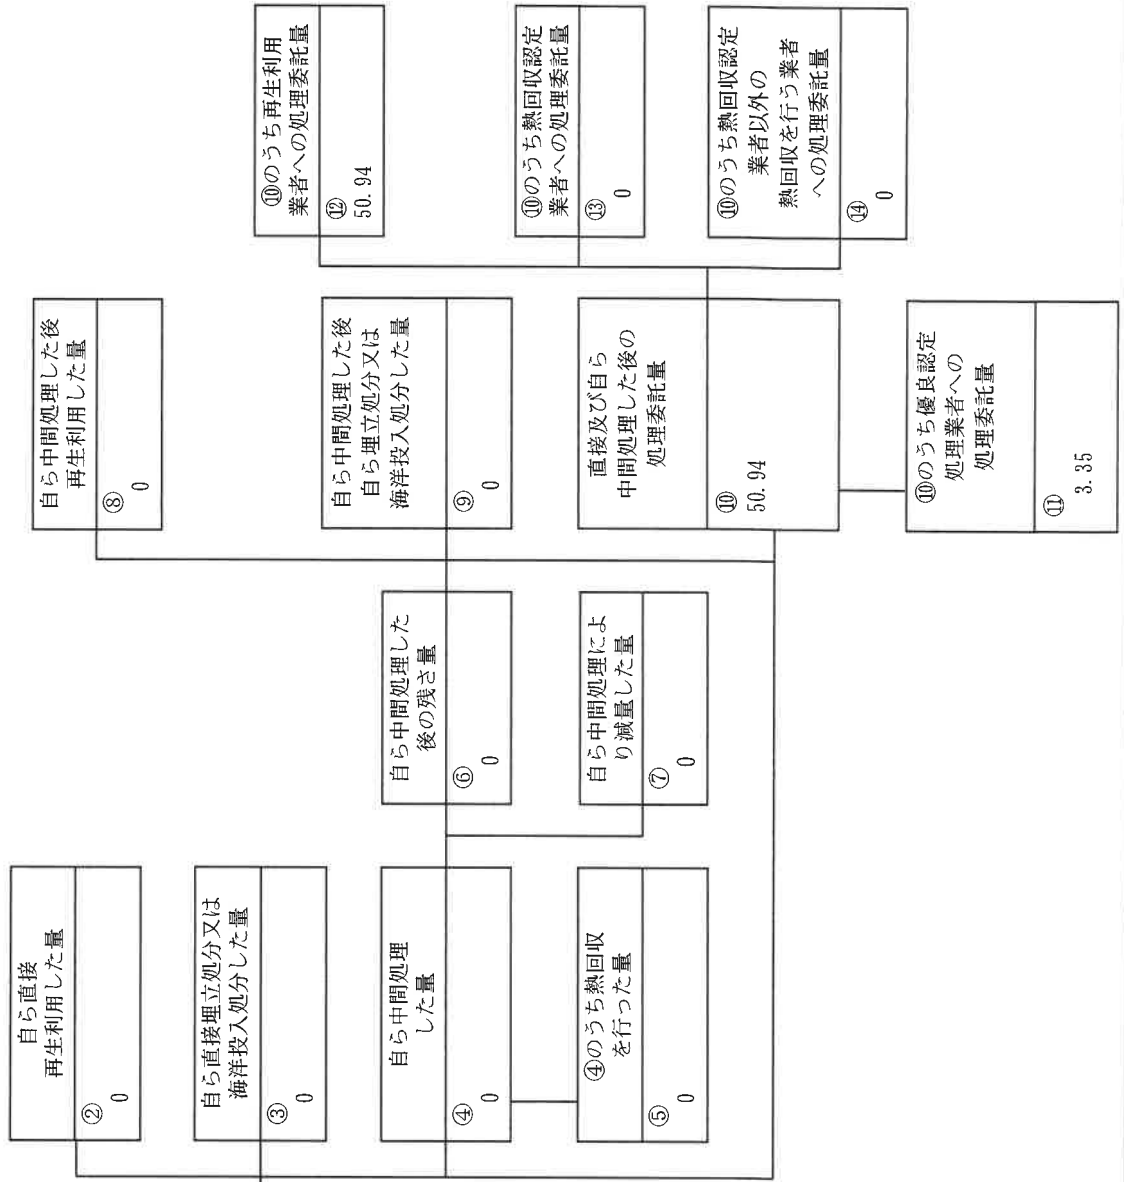 自ら直接
再生利用した量
②
0
自ら直接埋立処分又は
海洋投入処分した量
③
0
自ら中間処理
した量
④
0
④のうち熱回収
を行った量
⑤
0
自ら中間処理した
後の残さ量
⑥
0
自ら中間処理によ
り減量した量
⑦
0
自ら中間処理した後
再生利用した量
⑧
0
自ら中間処理した後
自ら埋立処分又は
海洋投入処分した量
⑨
0
直接及び自ら
中間処理した後の
処理委託量
⑩
50.94
⑩のうち優良認定
処理業者への
処理委託量
⑪
3.35
⑩のうち再生利用
業者への処理委託量
⑫
50.94
⑩のうち熱回収認定
業者への処理委託量
⑬
0
⑩のうち熱回収認定
業者以外の
熱回収を行う業者
への処理委託量
⑭
0